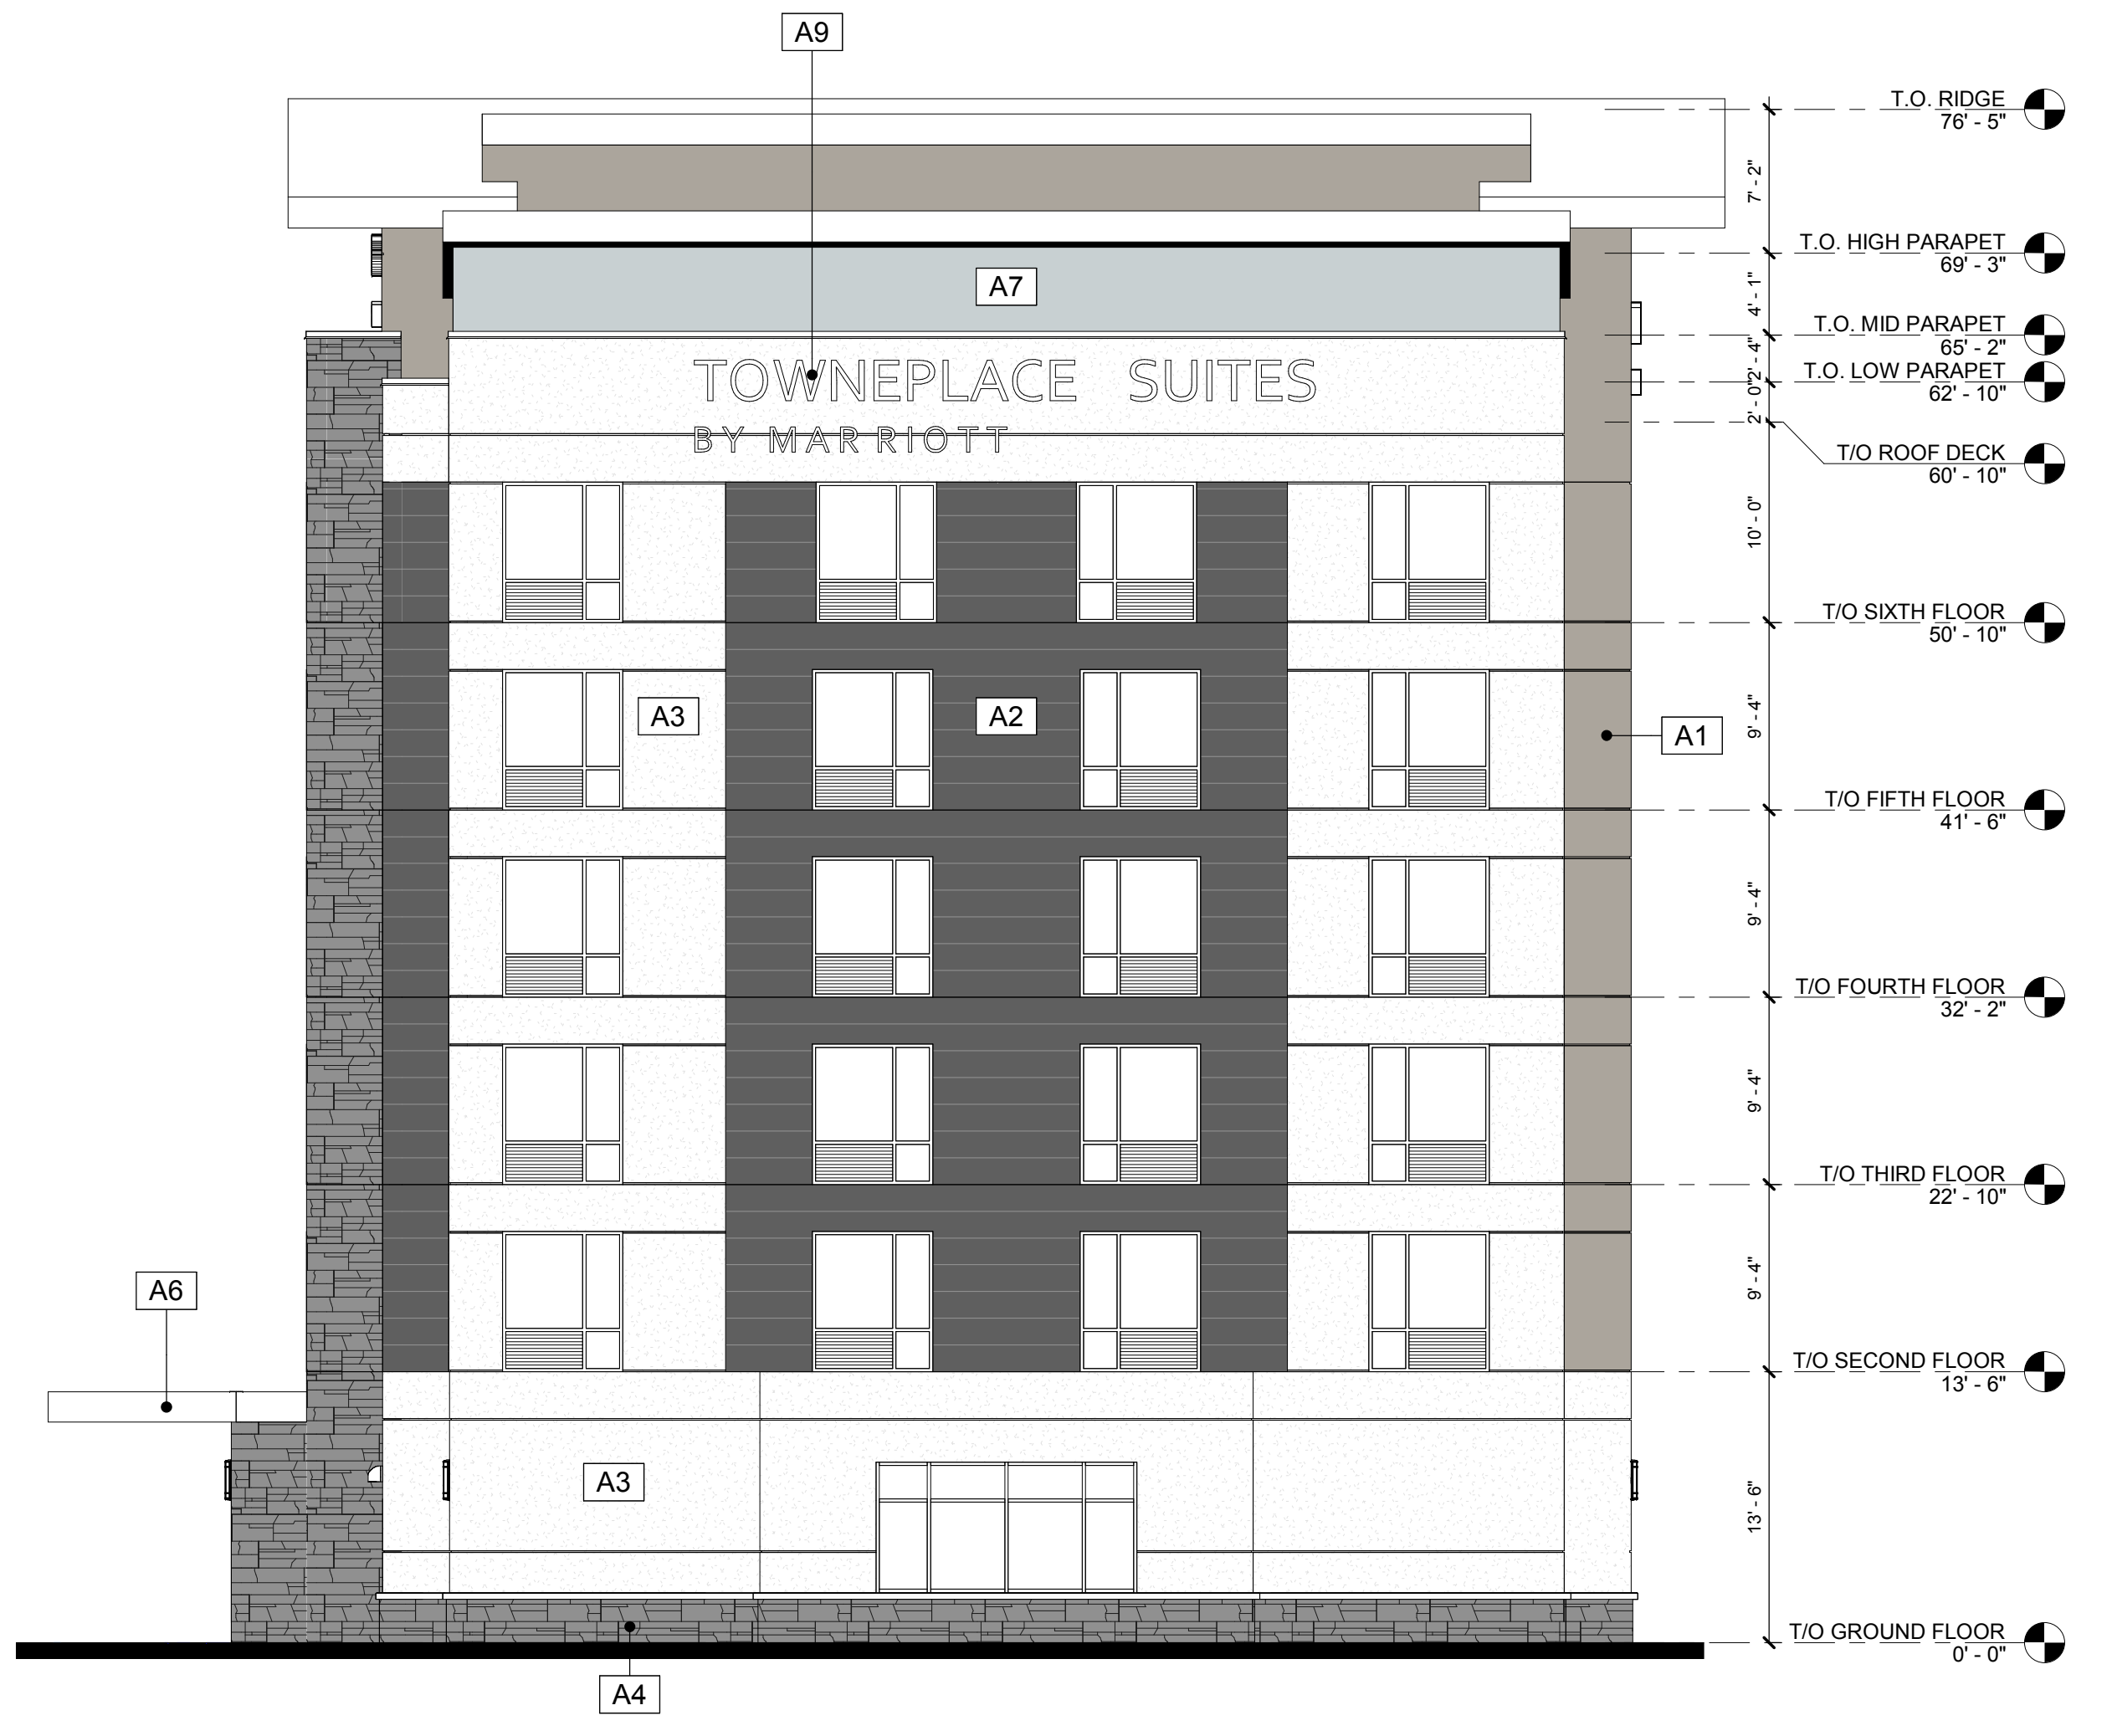 A9
T.O. RIDGE
76' - 5"
7' - 2"
T.O. HIGH PARAPET
69' - 3"
A7
4' - 1"
T.O. MID PARAPET
65' - 2"
2' - 4"
TOWNEPLACE SUITES
T.O. LOW PARAPET
62' - 10"
2' - 0"
BY MARRIOTT
T/O ROOF DECK
60' - 10"
10' - 0"
T/O SIXTH FLOOR
50' - 10"
A3
A2
A1
9' - 4"
T/O FIFTH FLOOR
41' - 6"
9' - 4"
T/O FOURTH FLOOR
32' - 2"
9' - 4"
T/O THIRD FLOOR
22' - 10"
A6
9' - 4"
T/O SECOND FLOOR
13' - 6"
A3
13' - 6"
T/O GROUND FLOOR
0' - 0"
A4